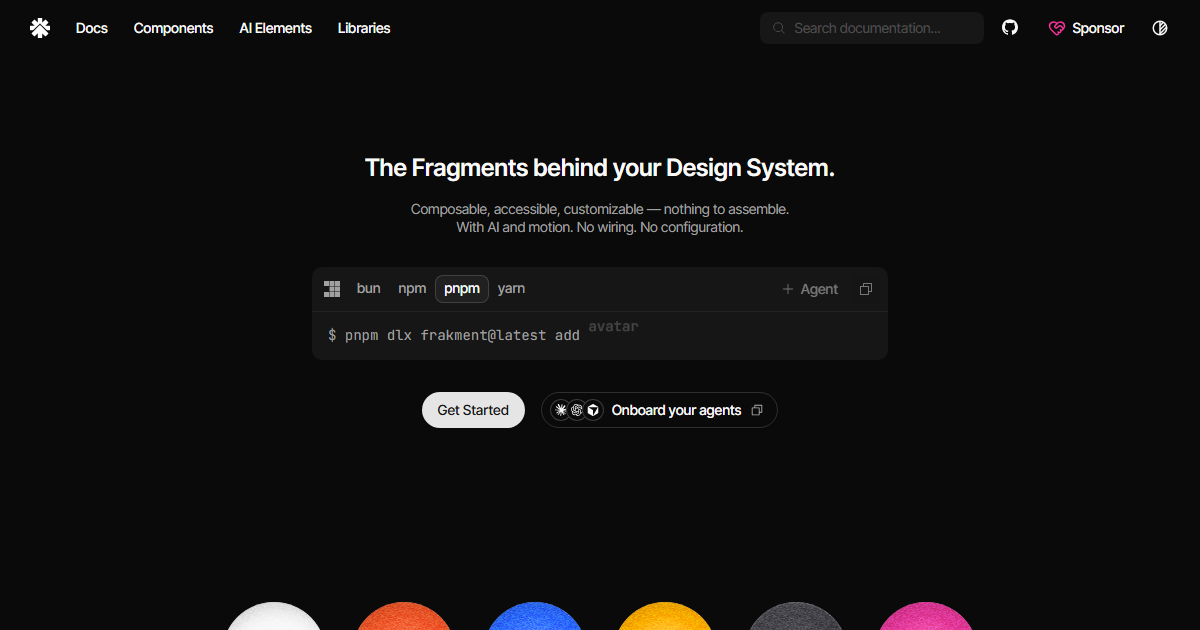 Docs Components AI Elements Libraries Search documentation... Sponsor
The Fragments behind your Design System.
Composable, accessible, customizable — nothing to assemble.
With AI and motion. No wiring. No configuration.
bun npm pnpm yarn + Agent
$ pnpm dlx frakment@latest add avatar
Get Started Onboard your agents